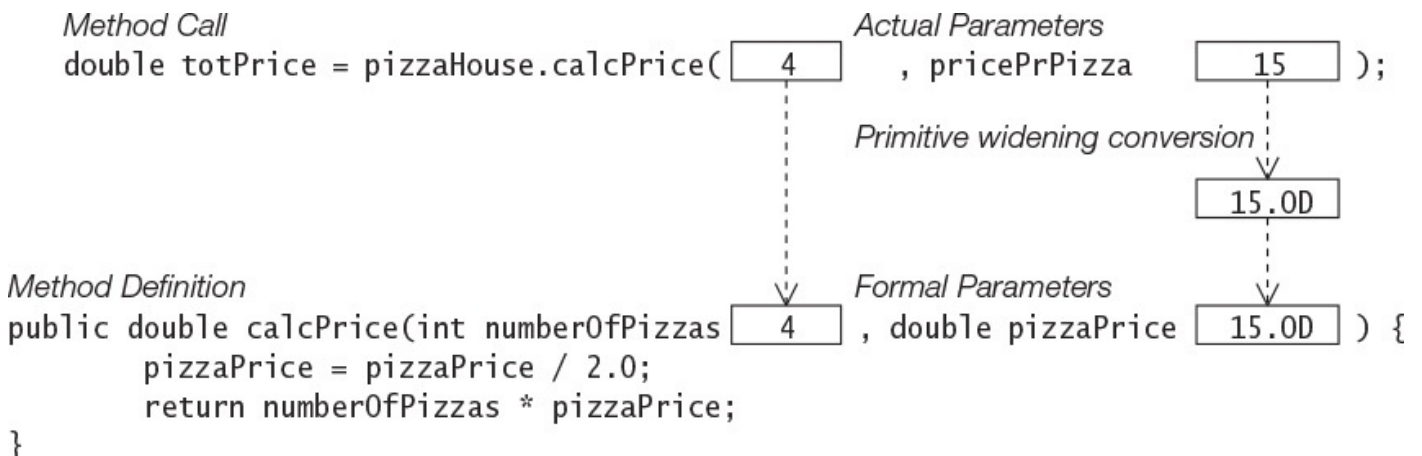 Method Call Actual Parameters
double totPrice = pizzaHouse.calcPrice( 4 , pricePrPizza 15 );
Primitive widening conversion
15.0D
Method Definition Formal Parameters
public double calcPrice(int numberOfPizzas 4 , double pizzaPrice 15.0D ) {
pizzaPrice = pizzaPrice / 2.0;
return numberOfPizzas * pizzaPrice;
}